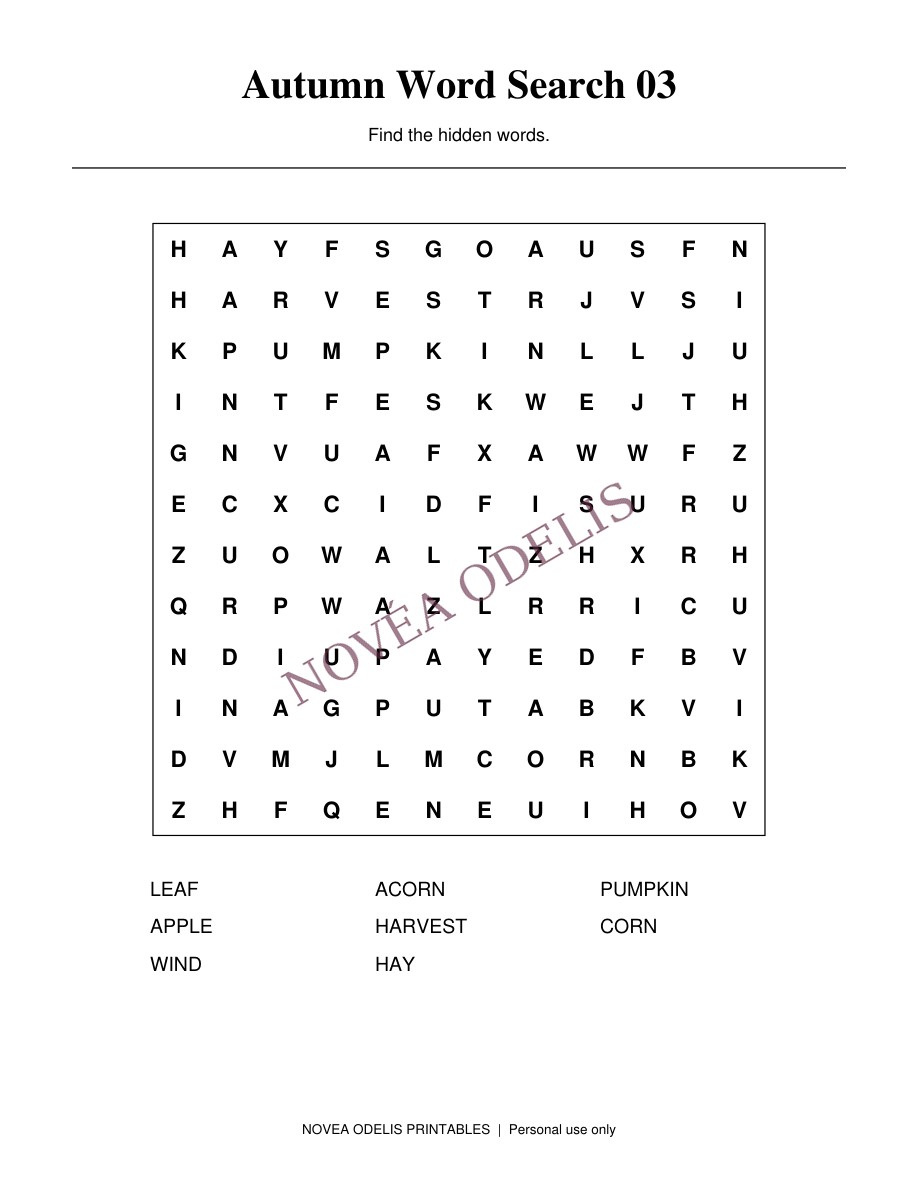 Autumn Word Search 03
Find the hidden words.
H A Y F S G O A U S F N
H A R V E S T R J V S I
K P U M P K I N L L J U
I N T F E S K W E J T H
G N V U A F X A W W F Z
E C X C I D F I S U R U
Z U O W A L T Z H X R H
Q R P W A Z L R R I C U
N D I U P A Y E D F B V
I N A G P U T A B K V I
D V M J L M C O R N B K
Z H F Q E N E U I H O V
NOVÉA ODELIS
LEAF ACORN PUMPKIN
APPLE HARVEST CORN
WIND HAY
NOVEA ODELIS PRINTABLES | Personal use only